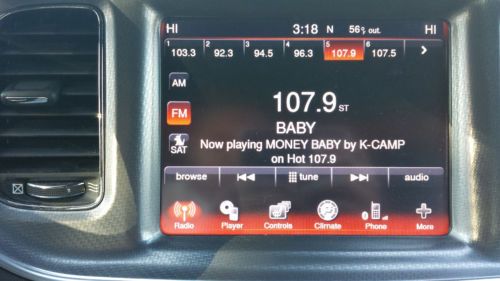 HI 3:18 N 56°F out. HI
1 103.3 2 92.3 3 94.5 4 96.3 5 107.9 6 107.5 >
AM
FM
SAT
107.9 ST
BABY
Now playing MONEY BABY by K-CAMP
on Hot 107.9
browse tune audio
Radio Player Controls Climate Phone More